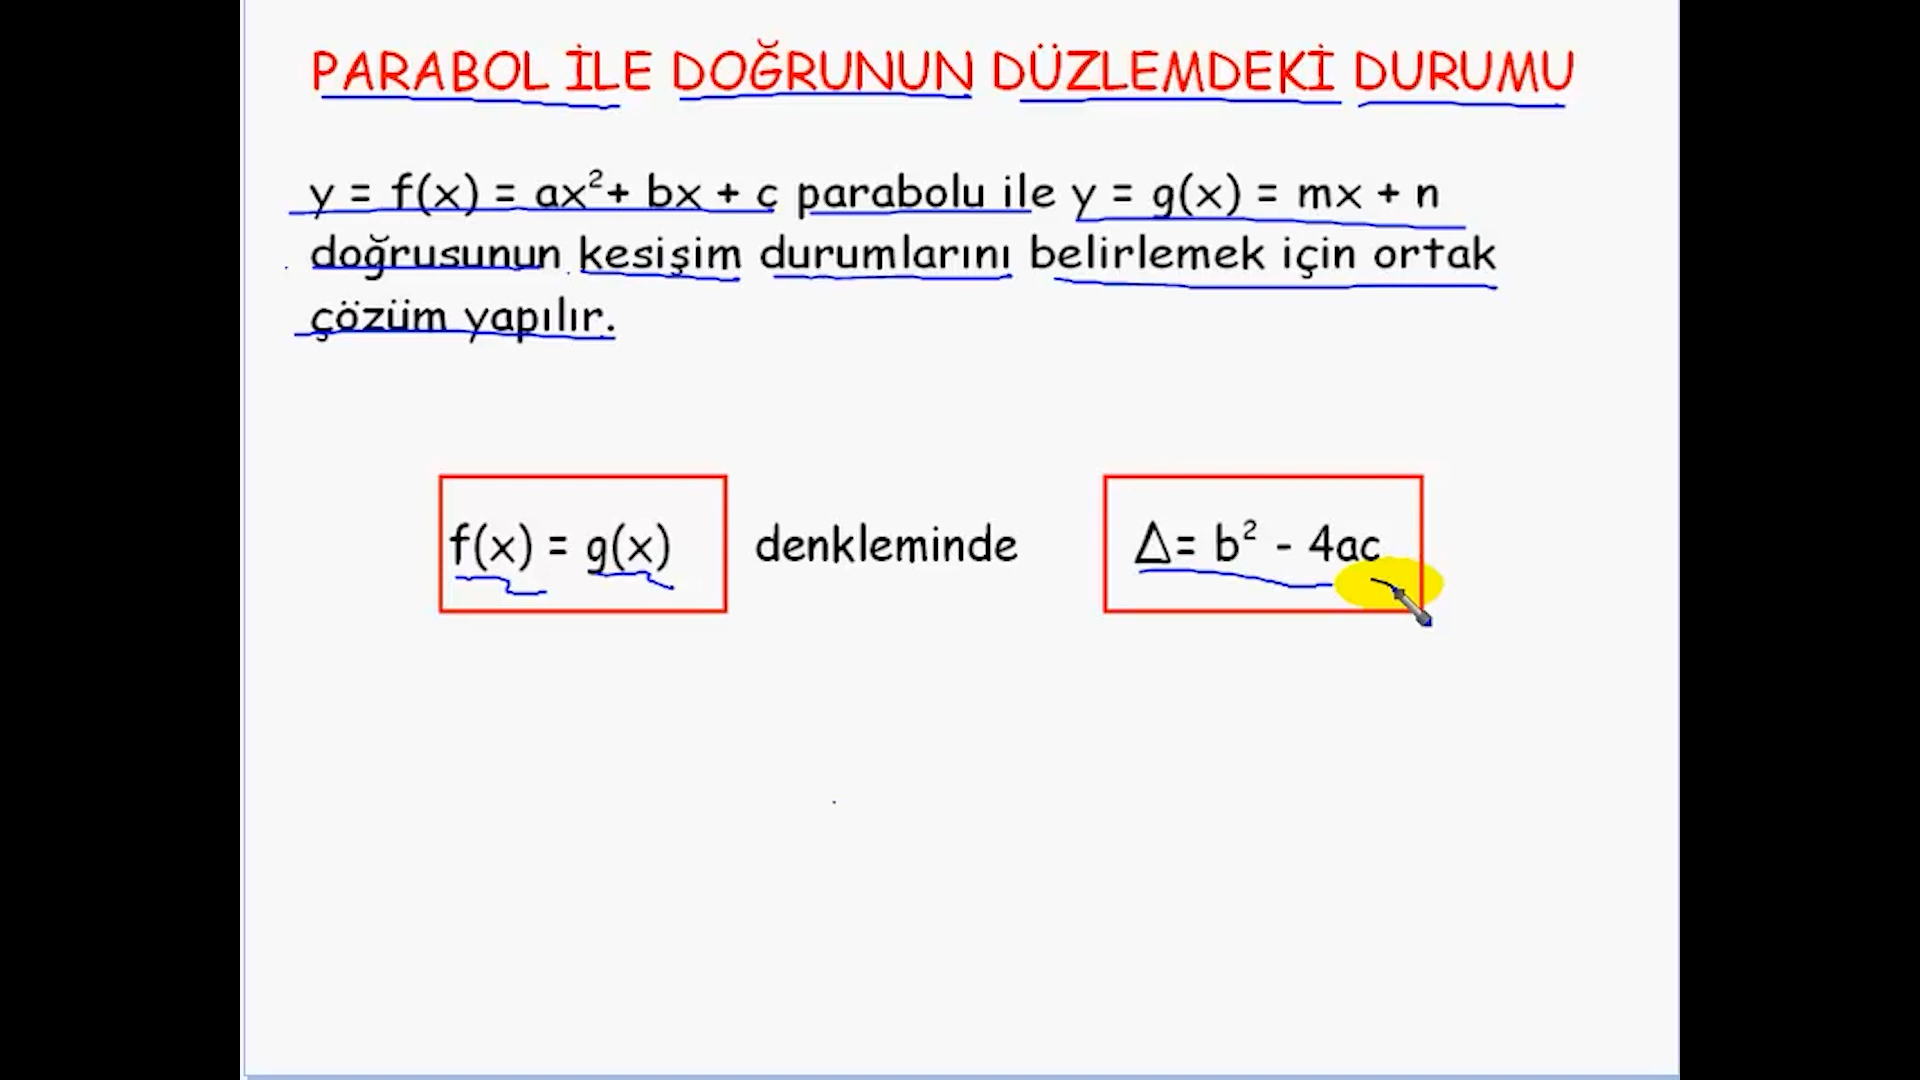 PARABOL İLE DOĞRUNUN DÜZLEMDEKİ DURUMU
y = f(x) = ax²+ bx + c parabolu ile y = g(x) = mx + n
doğrusunun kesişim durumlarını belirlemek için ortak
çözüm yapılır.
f(x) = g(x) denkleminde Δ= b² - 4ac